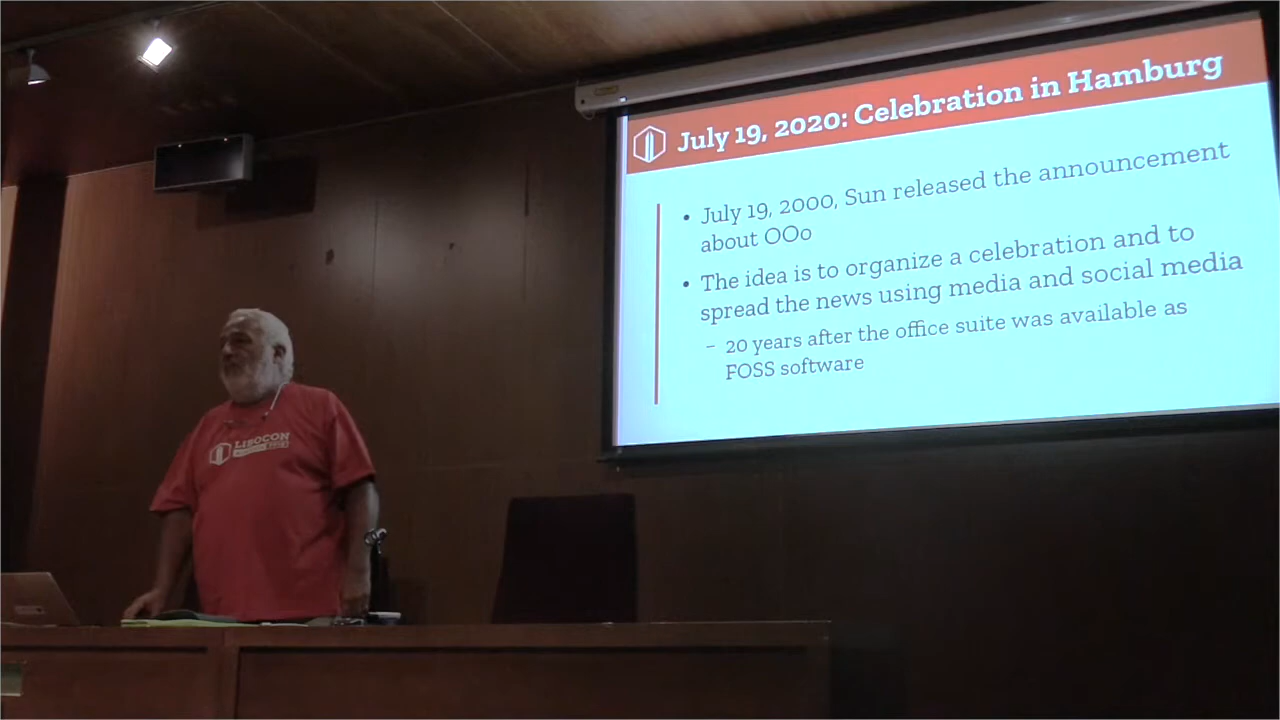 July 19, 2020: Celebration in Hamburg
• July 19, 2000, Sun released the announcement
about OOo
• The idea is to organize a celebration and to
spread the news using media and social media
– 20 years after the office suite was available as
FOSS software
LIBOCON